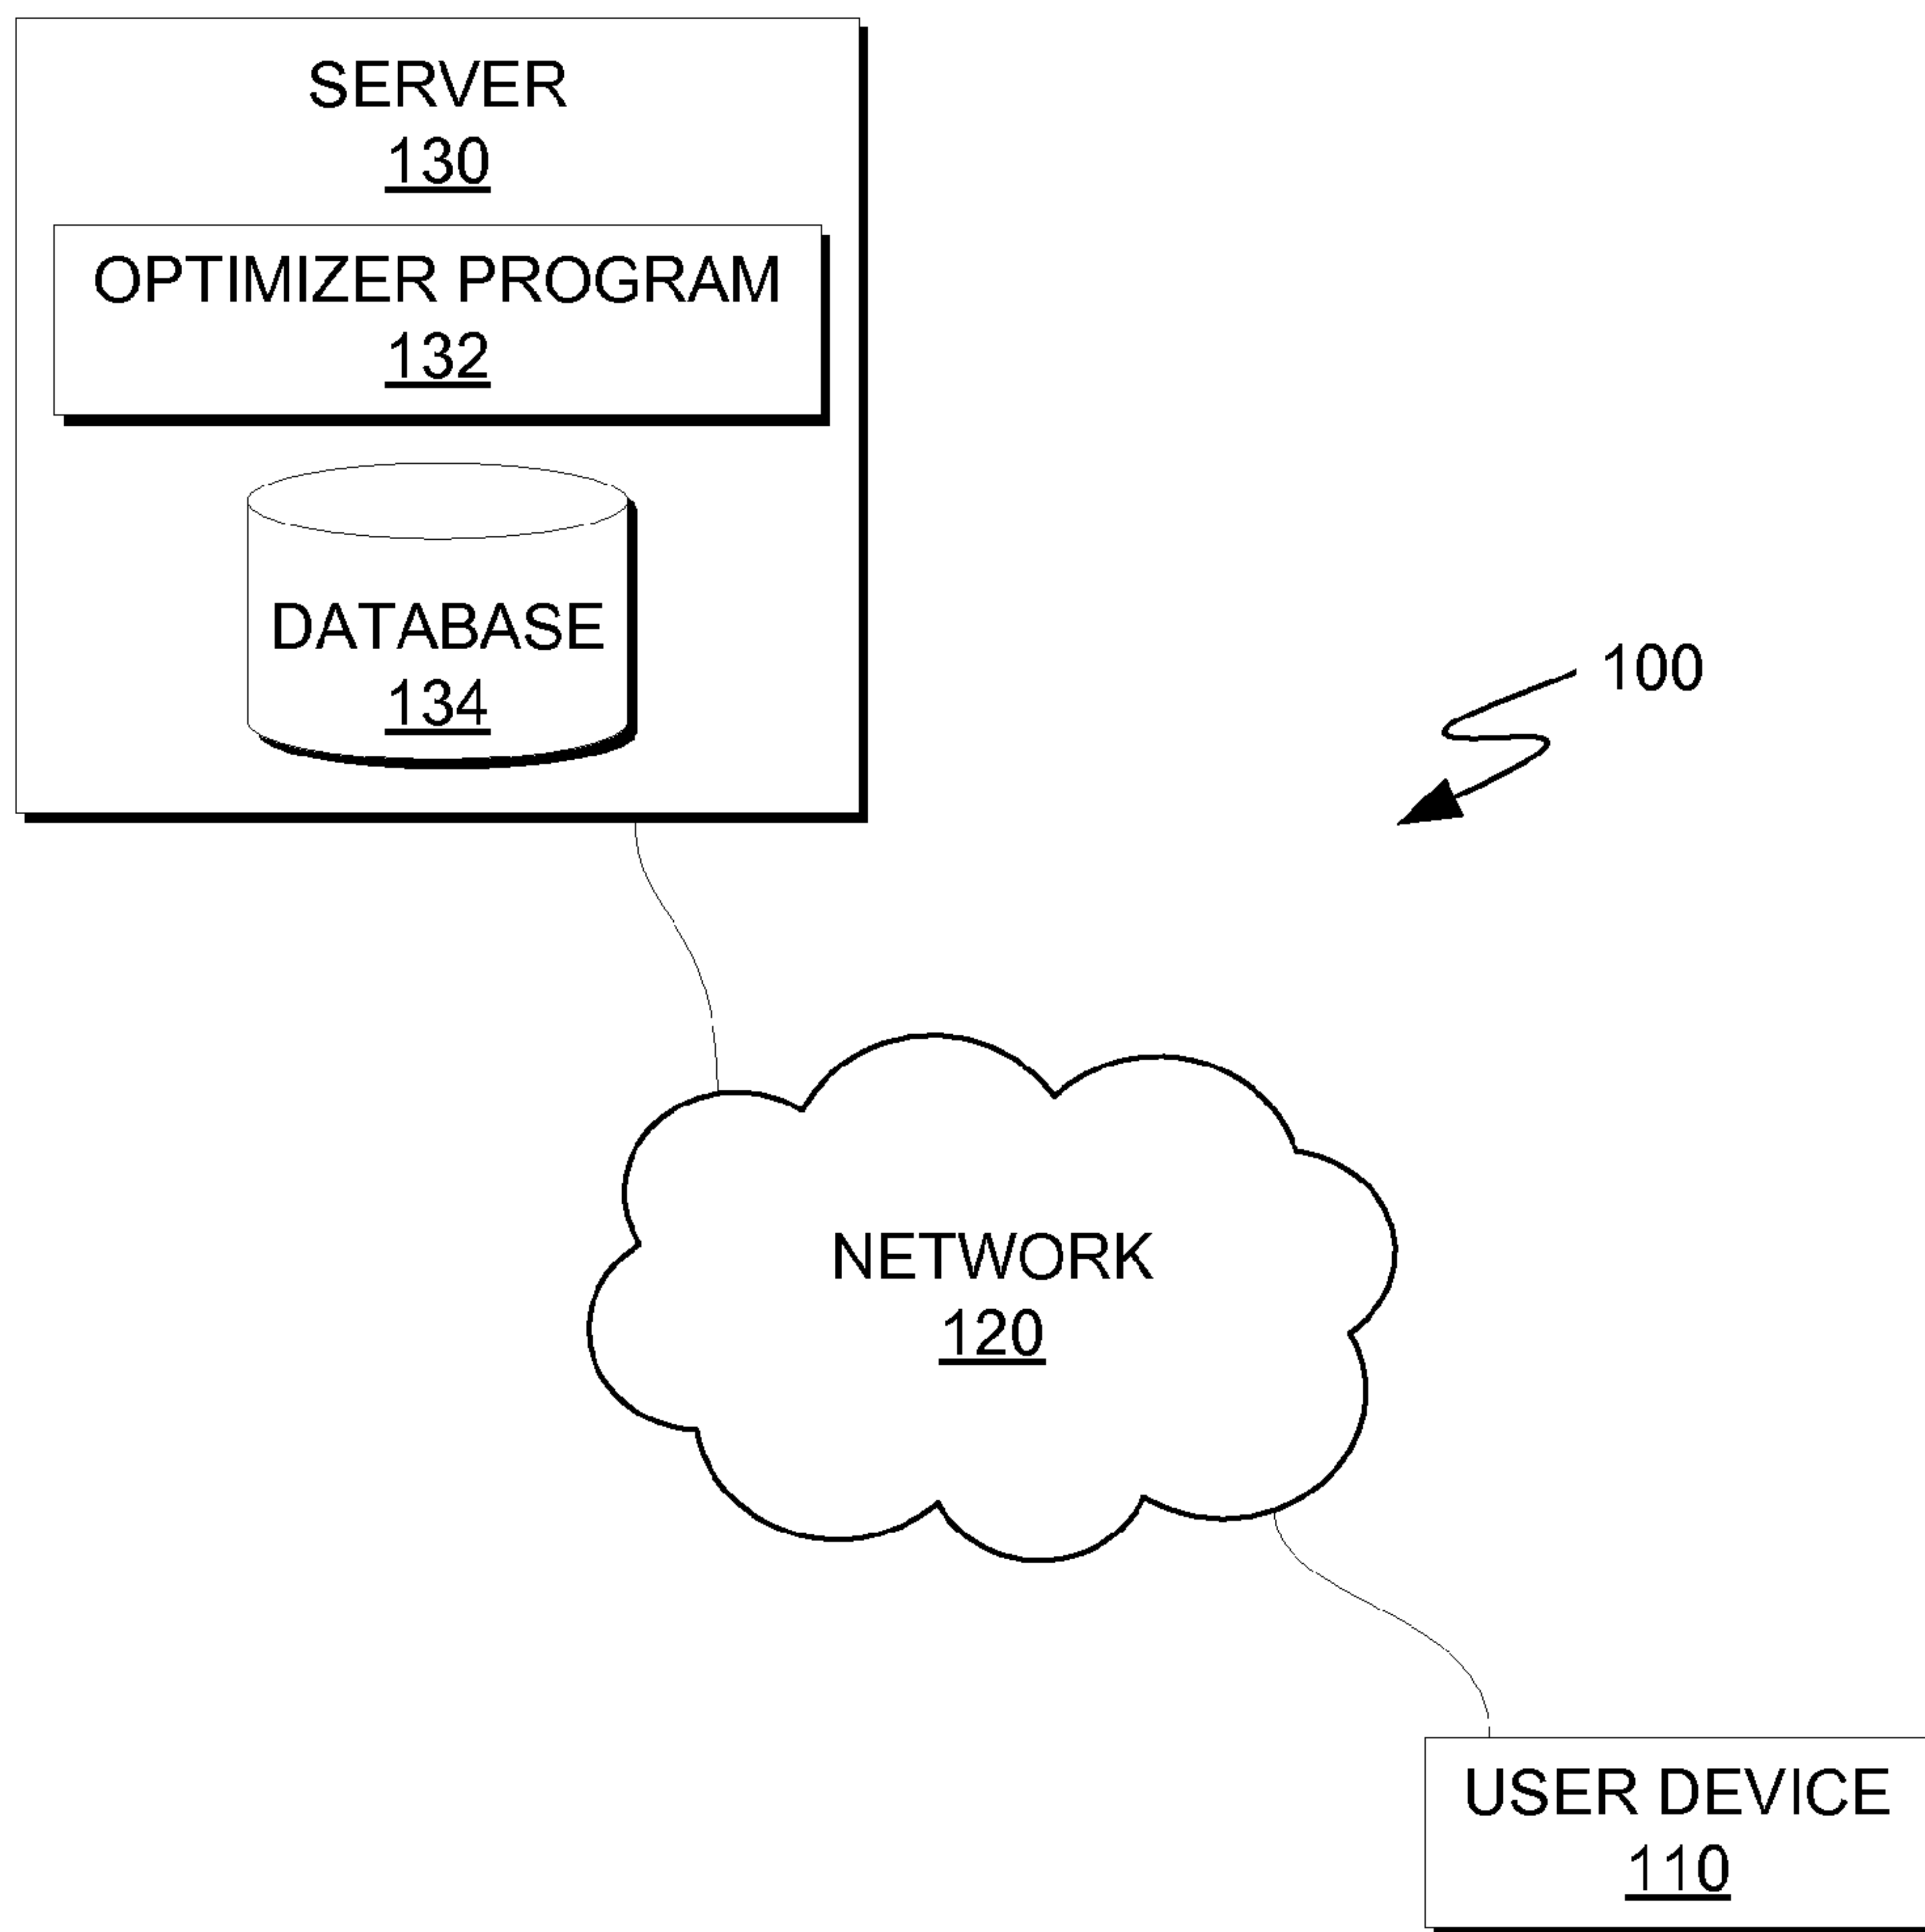 SERVER
130
OPTIMIZER PROGRAM
132
DATABASE
134
100
NETWORK
120
USER DEVICE
110